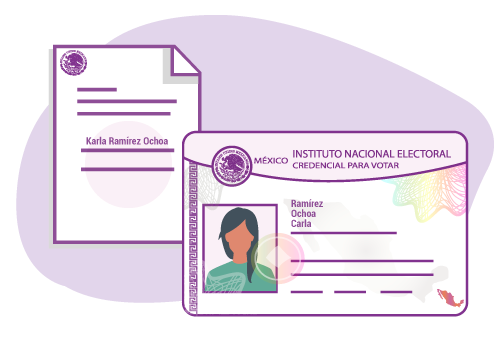 Karla Ramírez Ochoa
MÉXICO
INSTITUTO NACIONAL ELECTORAL
CREDENCIAL PARA VOTAR
Ramírez
Ochoa
Carla